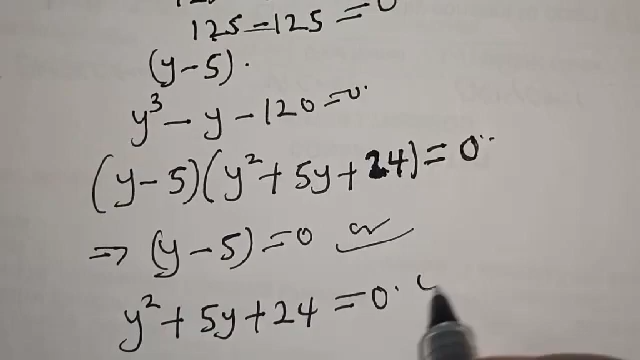 125 - 125 = 0
(y-5).
y³ - y - 120 = 0.
(y-5)(y² + 5y + 24) = 0
⇒ (y-5) = 0 or
y² + 5y + 24 = 0.